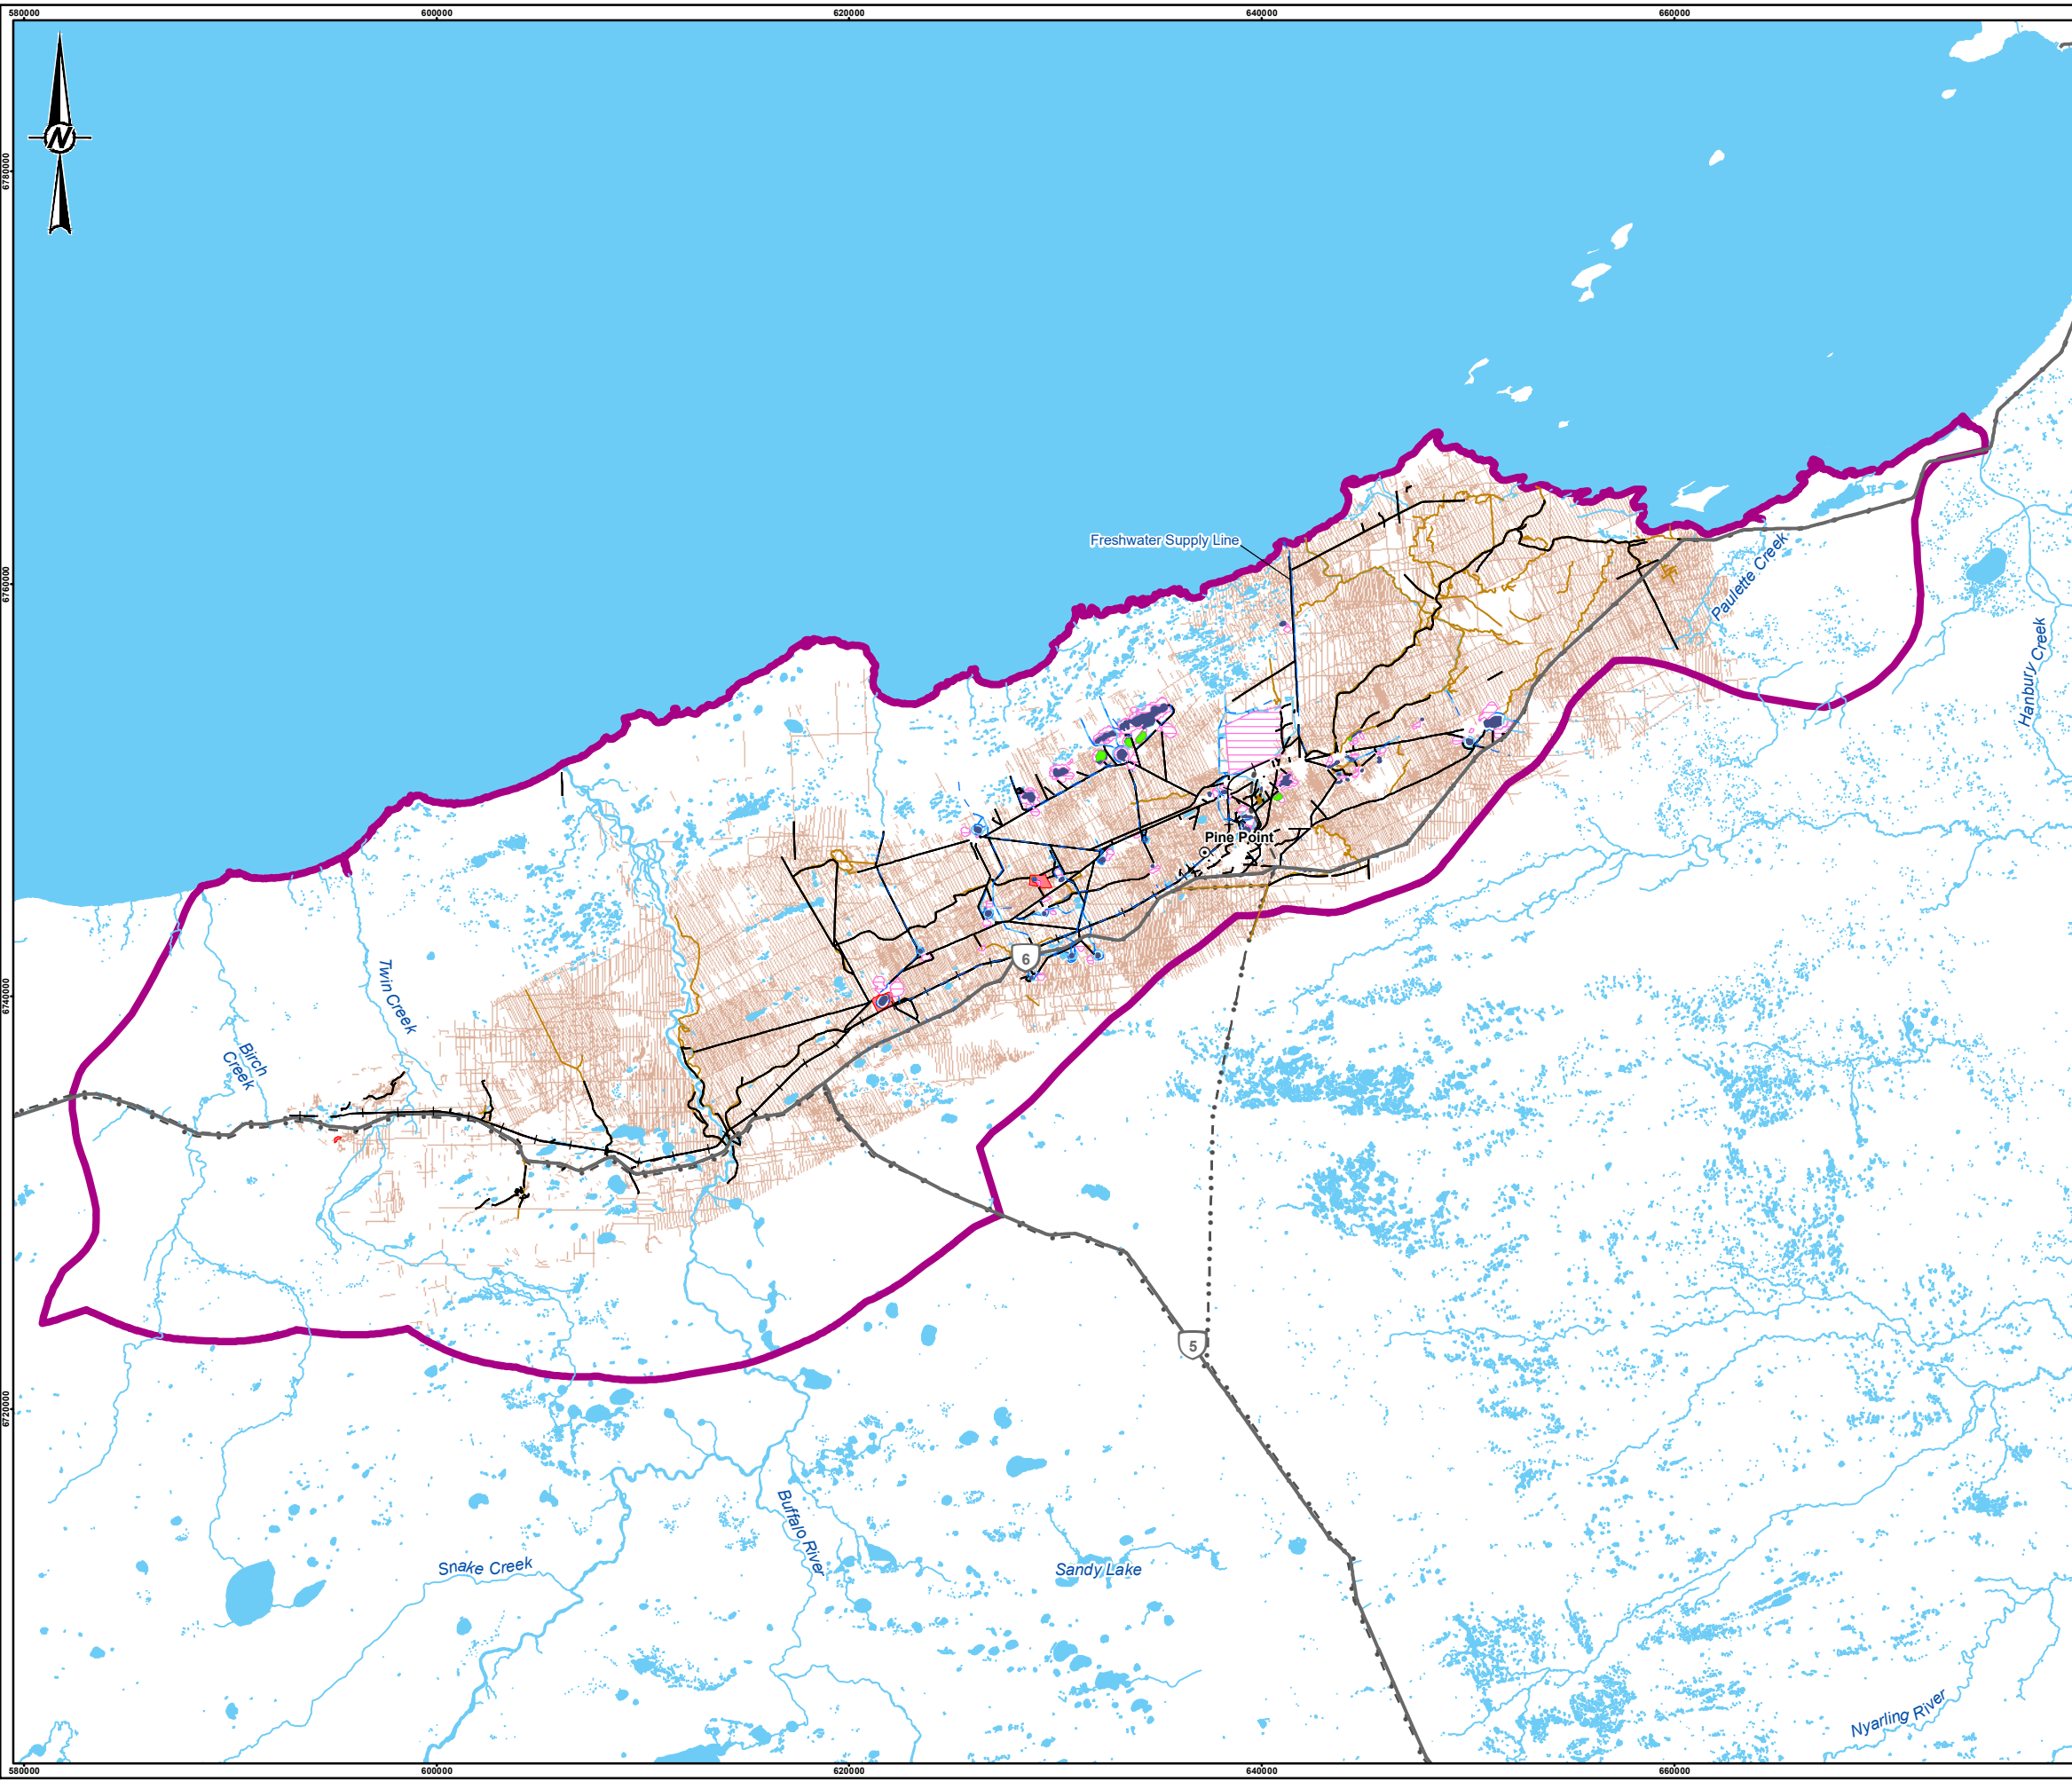 580000
600000
620000
640000
660000
N
6780000
6760000
6740000
6720000
Freshwater Supply Line
Paulette Creek
Hanbury Creek
Pine Point
6
Twin Creek
Birch
Creek
5
Buffalo River
Snake Creek
Sandy Lake
Nyarling River
580000
600000
620000
640000
660000